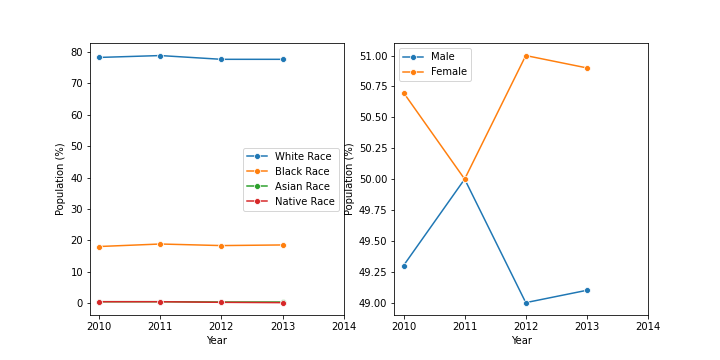 80
70
60
50
40
30
20
10
0
Population (%)
White Race
Black Race
Asian Race
Native Race
2010 2011 2012 2013 2014
Year
51.00
50.75
50.50
50.25
50.00
49.75
49.50
49.25
49.00
Population (%)
Male
Female
2010 2011 2012 2013 2014
Year